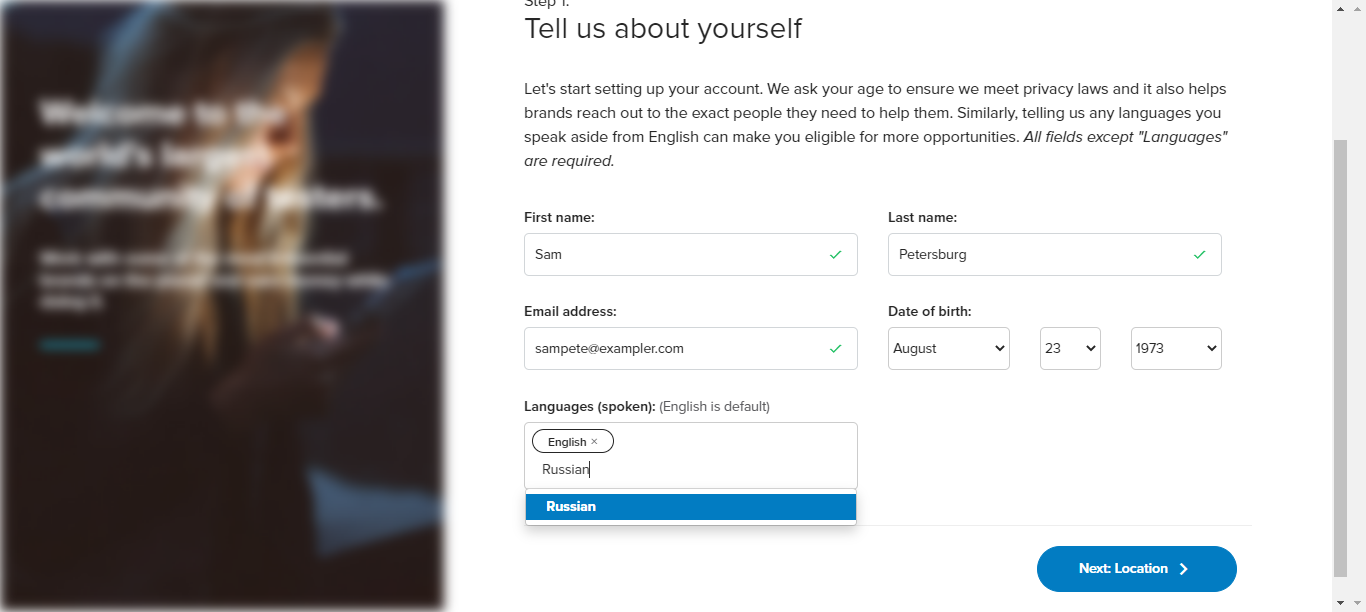 Step 1:
Tell us about yourself
Let's start setting up your account. We ask your age to ensure we meet privacy laws and it also helps
brands reach out to the exact people they need to help them. Similarly, telling us any languages you
speak aside from English can make you eligible for more opportunities. All fields except "Languages"
are required.
Welcome to the
world's largest
community of testers.
First name:
Last name:
Sam
Petersburg
Email address:
Date of birth:
sampete@exampler.com
August
23
1973
Languages (spoken): (English is default)
English ×
Russian
Russian
Next: Location